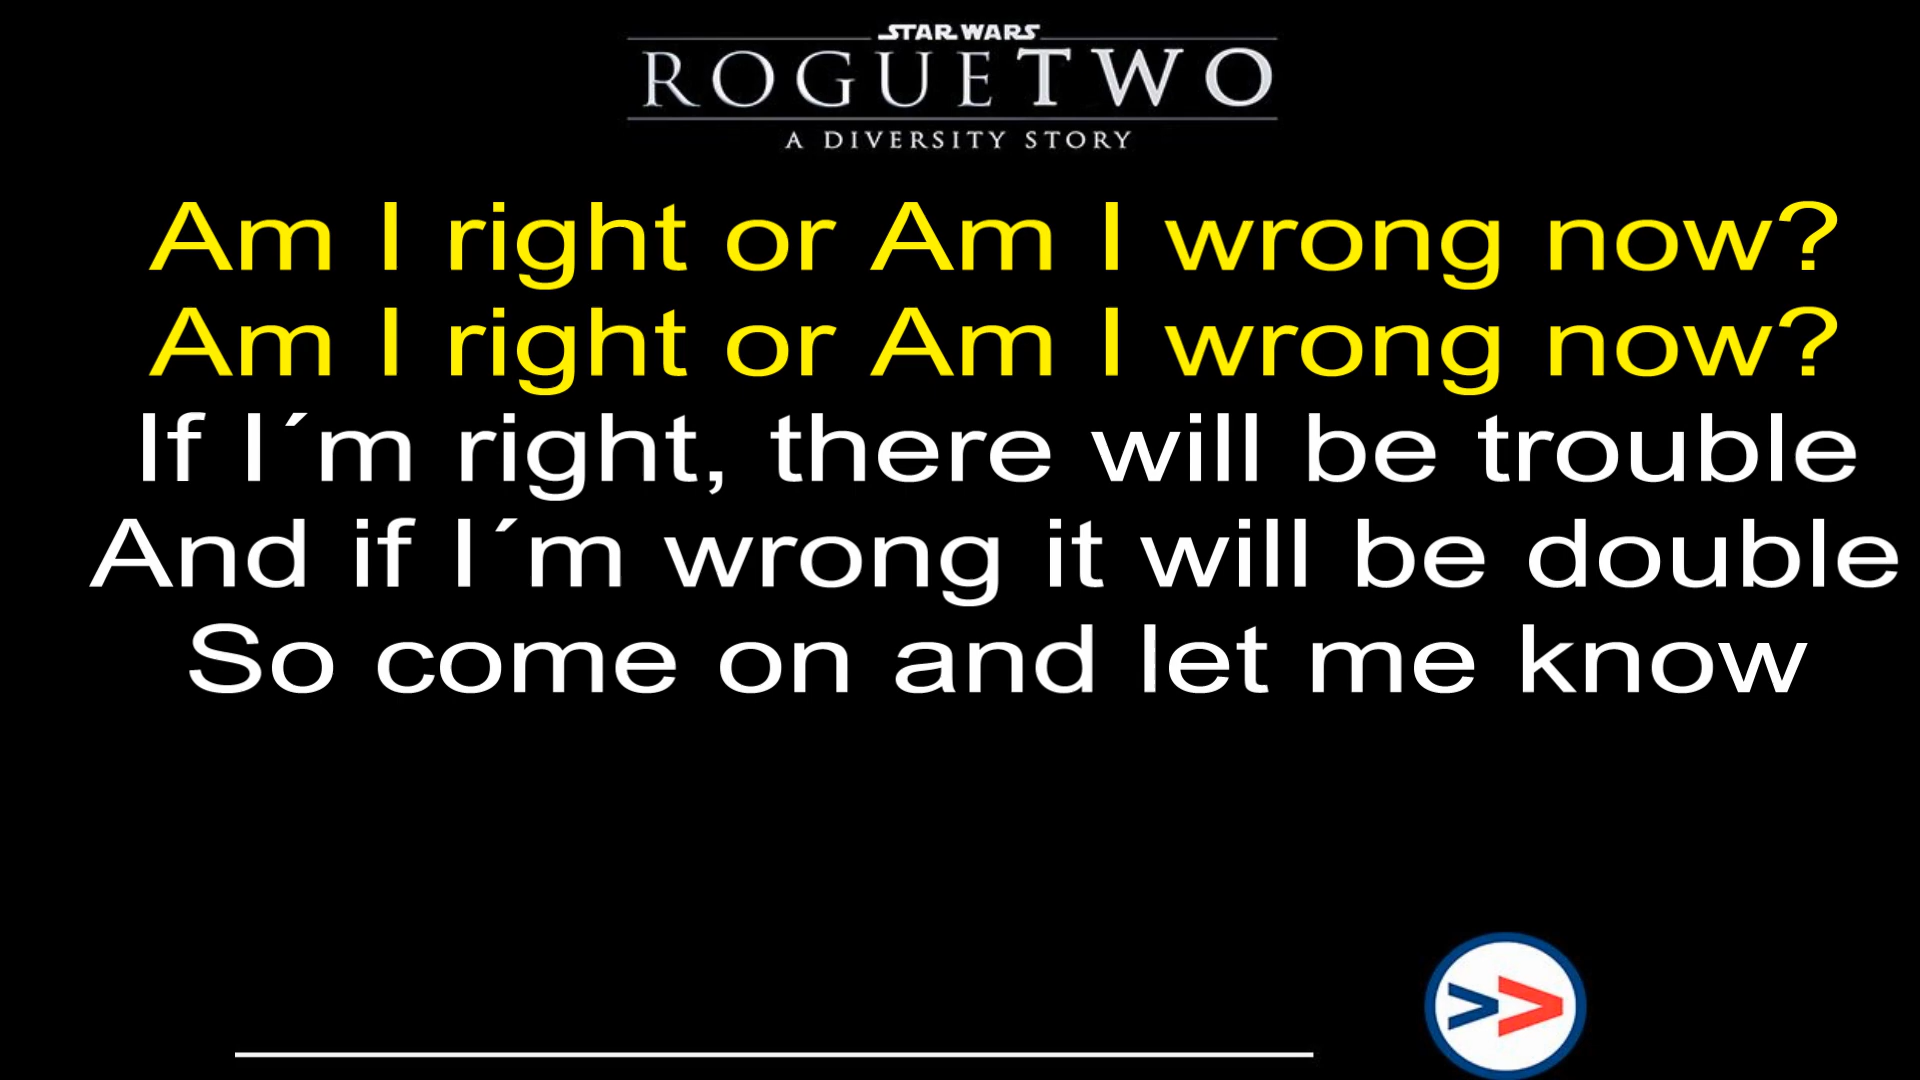 STAR WARS
ROGUE TWO
A DIVERSITY STORY
Am I right or Am I wrong now?
Am I right or Am I wrong now?
If I´m right, there will be trouble
And if I´m wrong it will be double
So come on and let me know